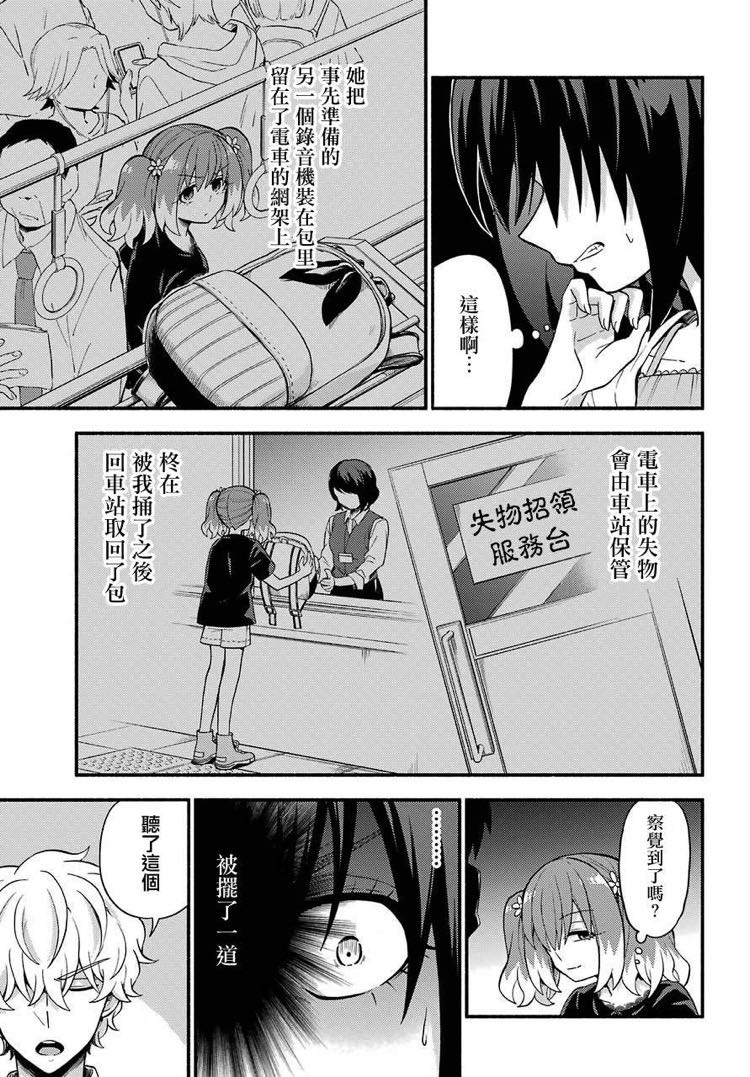 這樣啊…
她把
事先準備的
另一個錄音機裝在包里
留在了電車的網架上
電車上的失物
會由車站保管
失物招領
服務台
柊在
被我捅了之後
回車站取回了包
察覺到了嗎？
………
被擺了一道
聽了這個